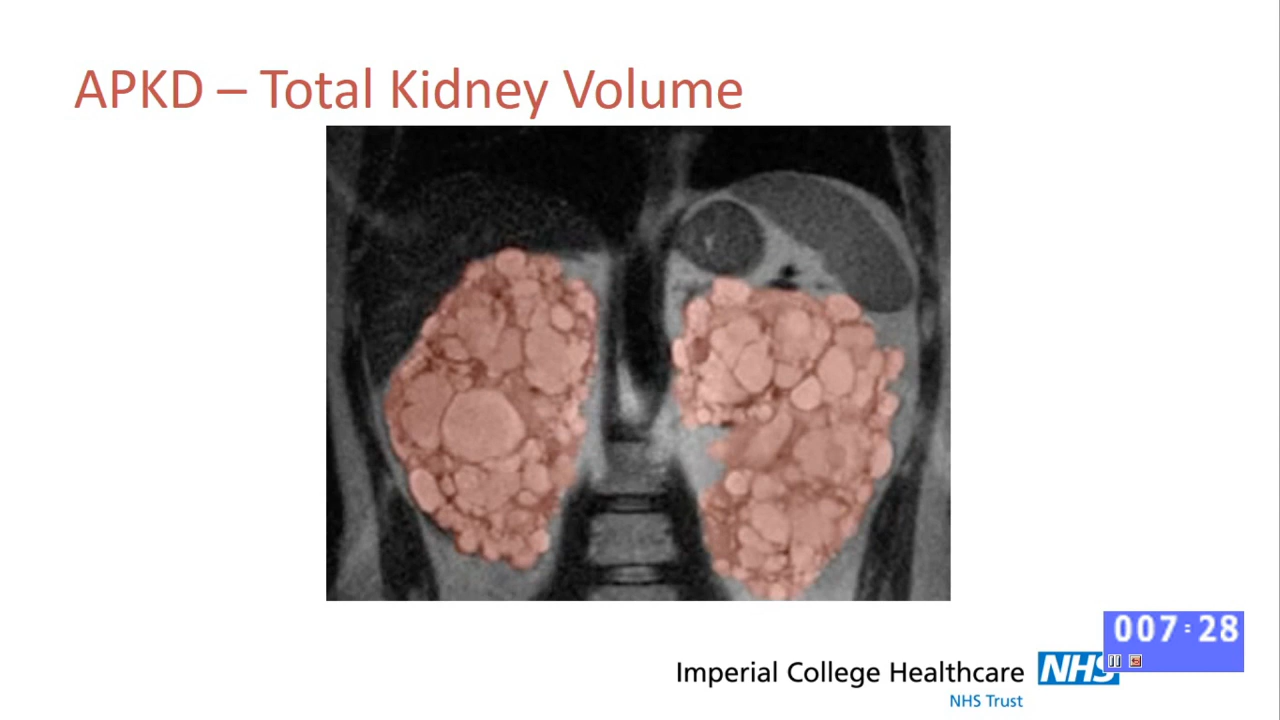 APKD – Total Kidney Volume
007:28
Imperial College Healthcare NHS
NHS Trust